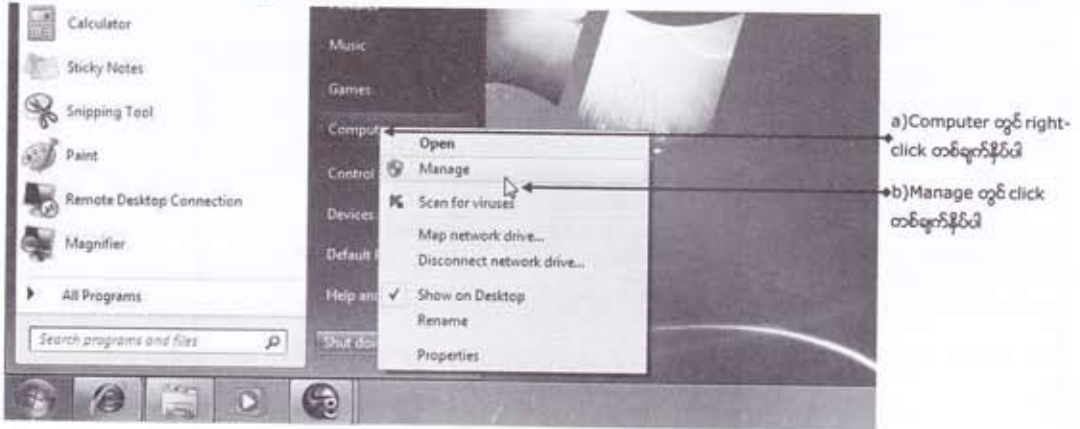 Calculator
Sticky Notes
Snipping Tool
Paint
Remote Desktop Connection
Magnifier
All Programs
Search programs and files
Music
Games
Comput
Control
Devices
Default
Help and
Shut do
Open
Manage
Scan for viruses
Map network drive...
Disconnect network drive...
Show on Desktop
Rename
Properties
a)Computer တွင် right-
click တစ်ချက်နှိပ်ပါ
b)Manage တွင် click
တစ်ချက်နှိပ်ပါ